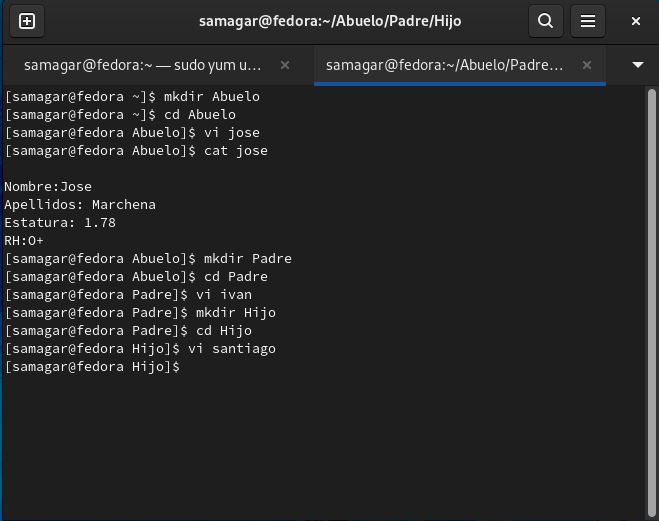 samagar@fedora:~/Abuelo/Padre/Hijo
samagar@fedora:~ — sudo yum u...
samagar@fedora:~/Abuelo/Padre...
[samagar@fedora ~]$ mkdir Abuelo
[samagar@fedora ~]$ cd Abuelo
[samagar@fedora Abuelo]$ vi jose
[samagar@fedora Abuelo]$ cat jose
Nombre:Jose
Apellidos: Marchena
Estatura: 1.78
RH:O+
[samagar@fedora Abuelo]$ mkdir Padre
[samagar@fedora Abuelo]$ cd Padre
[samagar@fedora Padre]$ vi ivan
[samagar@fedora Padre]$ mkdir Hijo
[samagar@fedora Padre]$ cd Hijo
[samagar@fedora Hijo]$ vi santiago
[samagar@fedora Hijo]$